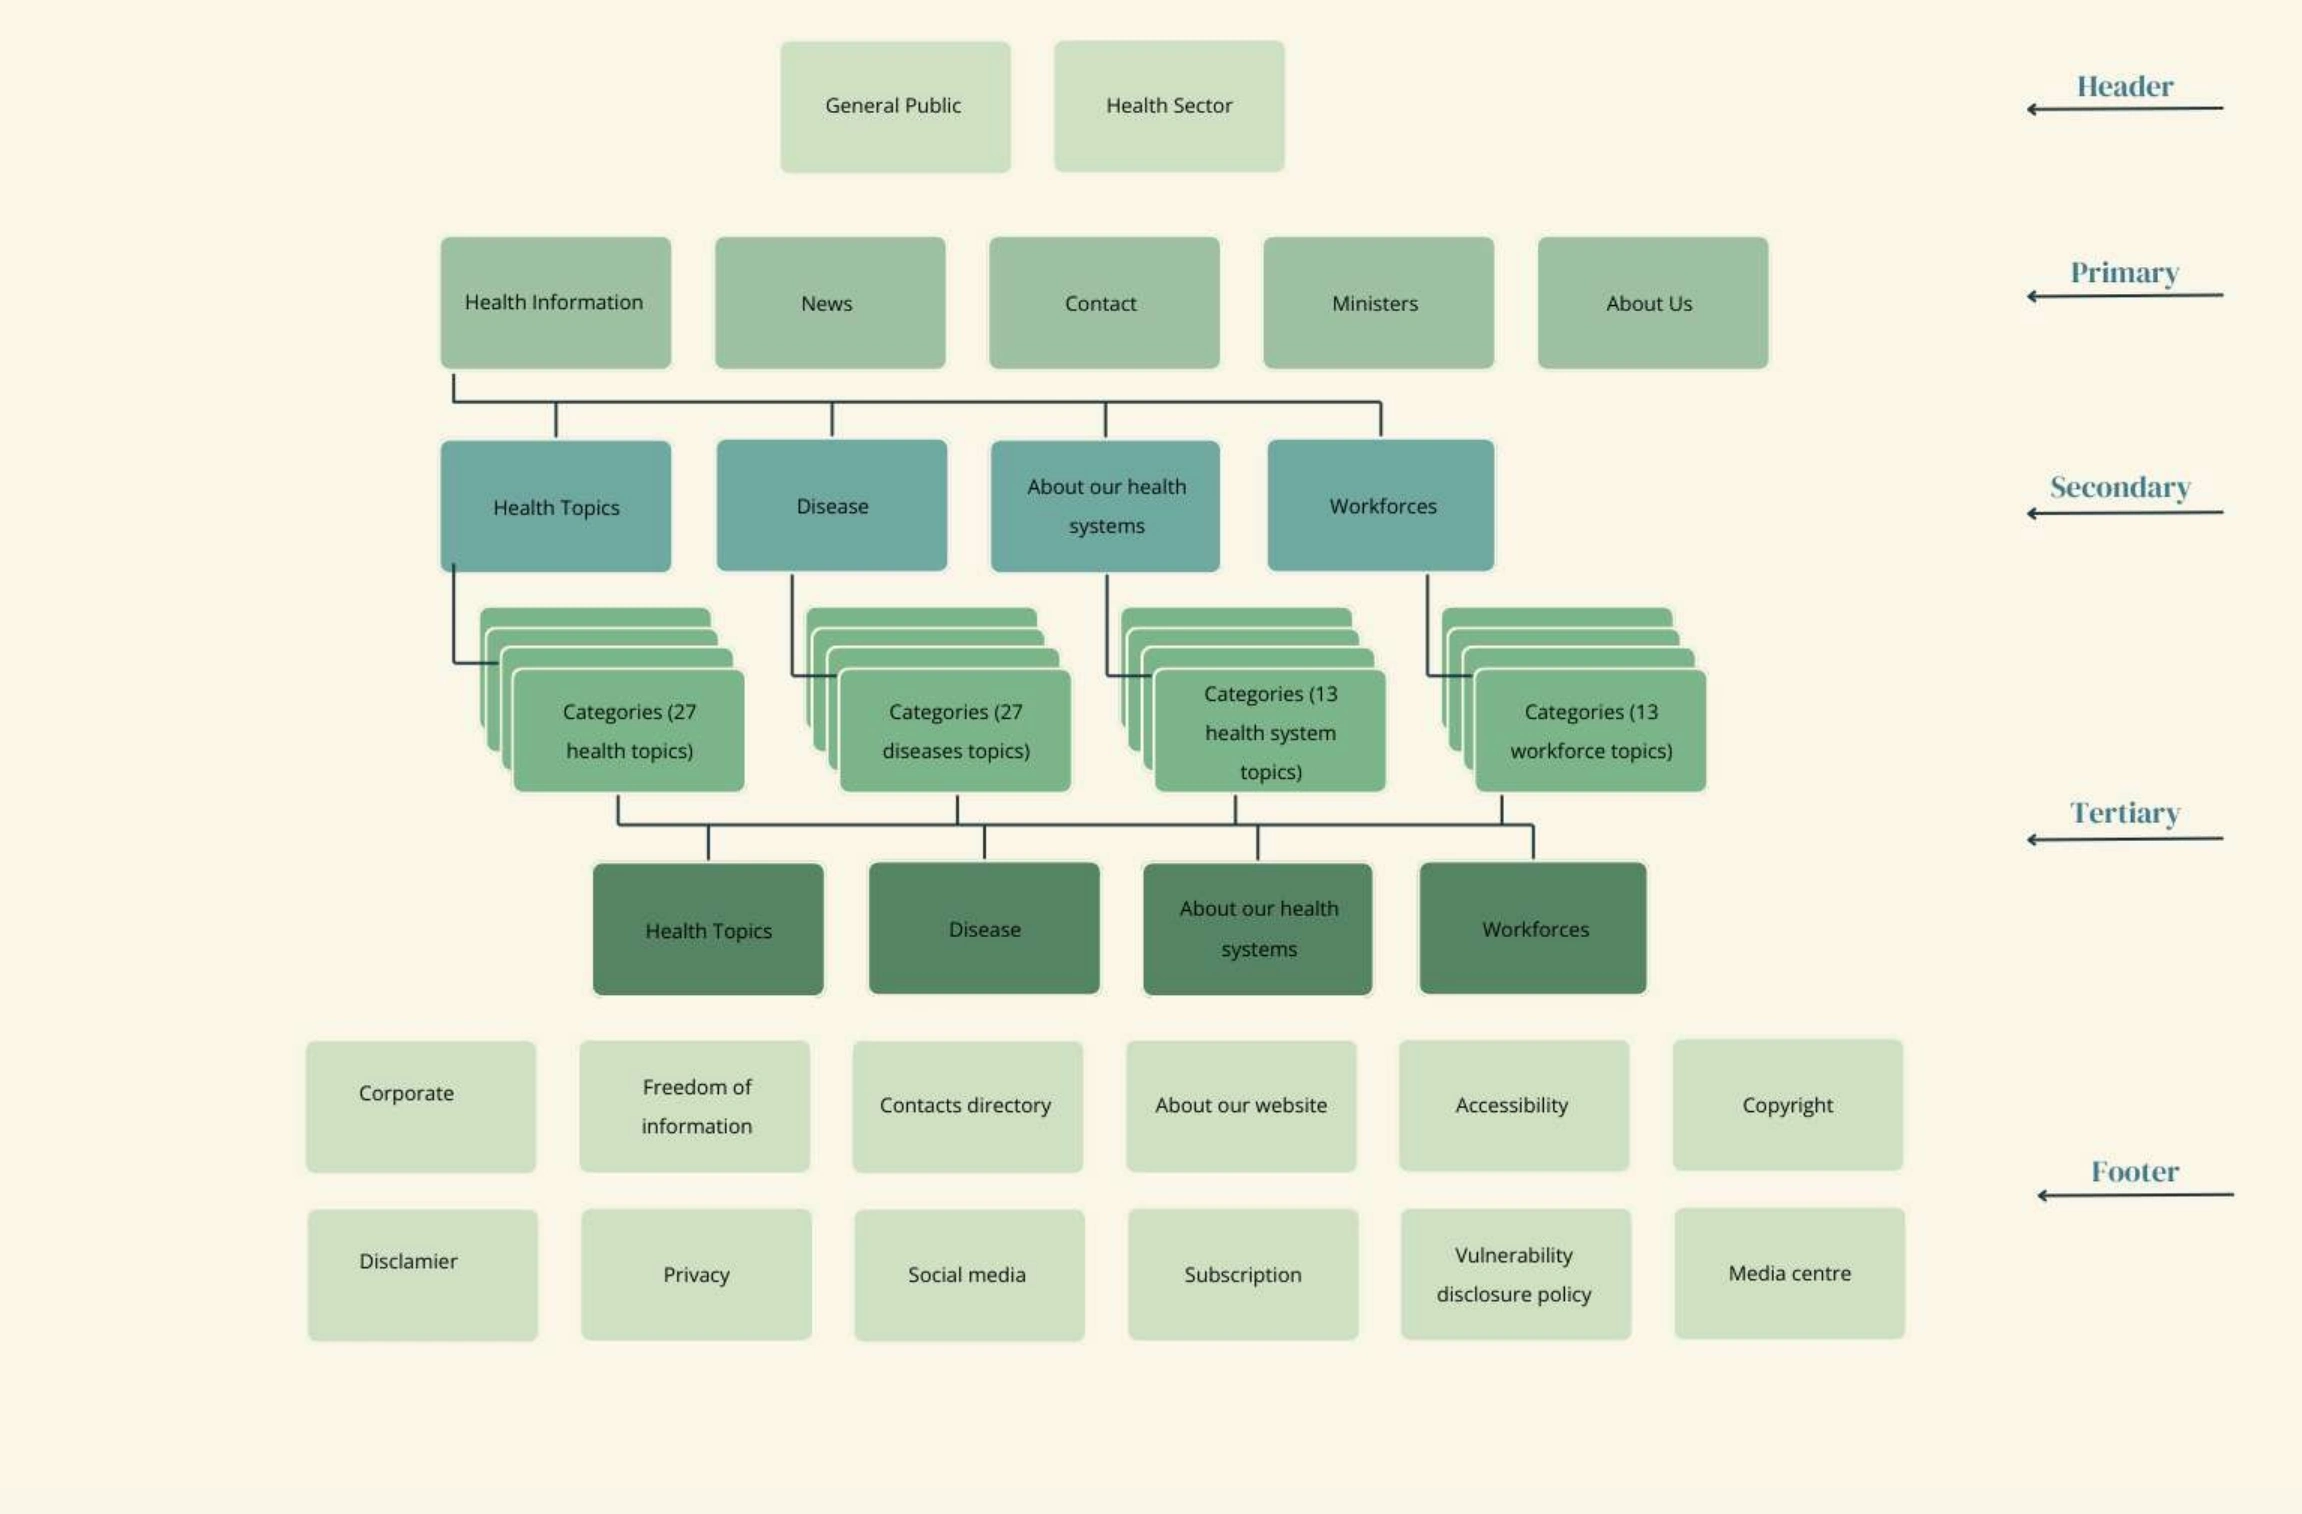 General Public
Health Sector
Header
Health Information
News
Contact
Ministers
About Us
Primary
Health Topics
Disease
About our health
systems
Workforces
Secondary
Categories (27
health topics)
Categories (27
diseases topics)
Categories (13
health system
topics)
Categories (13
workforce topics)
Tertiary
Health Topics
Disease
About our health
systems
Workforces
Corporate
Freedom of
information
Contacts directory
About our website
Accessibility
Copyright
Footer
Disclamier
Privacy
Social media
Subscription
Vulnerability
disclosure policy
Media centre